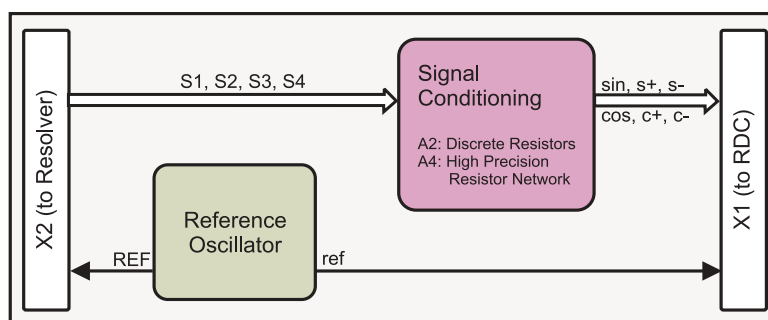 X2 (to Resolver)
S1, S2, S3, S4
Signal
Conditioning
A2: Discrete Resistors
A4: High Precision
Resistor Network
sin, s+, s-
cos, c+, c-
X1 (to RDC)
Reference
Oscillator
REF
ref